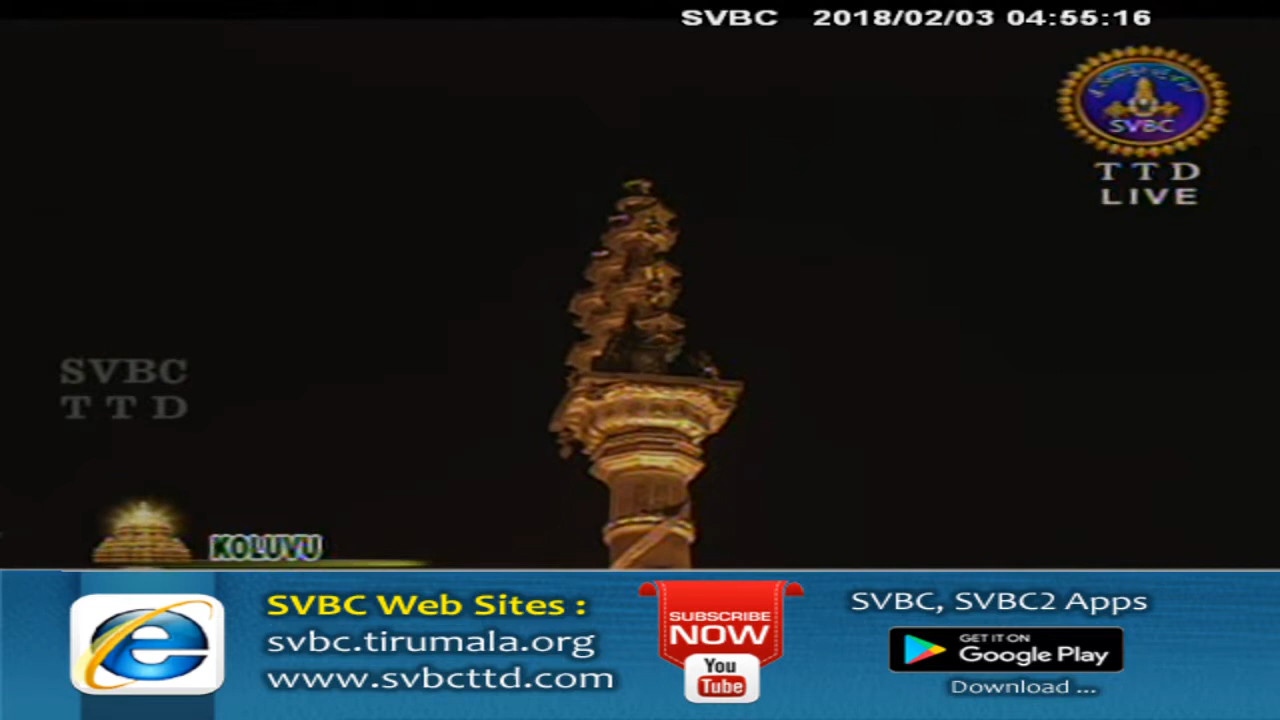 SVBC 2018/02/03 04:55:16
SVBC
TTD
LIVE
SVBC
TTD
KOLUVU
SVBC Web Sites :
svbc.tirumala.org
www.svbcttd.com
SUBSCRIBE
NOW
You
Tube
SVBC, SVBC2 Apps
GET IT ON
Google Play
Download ...